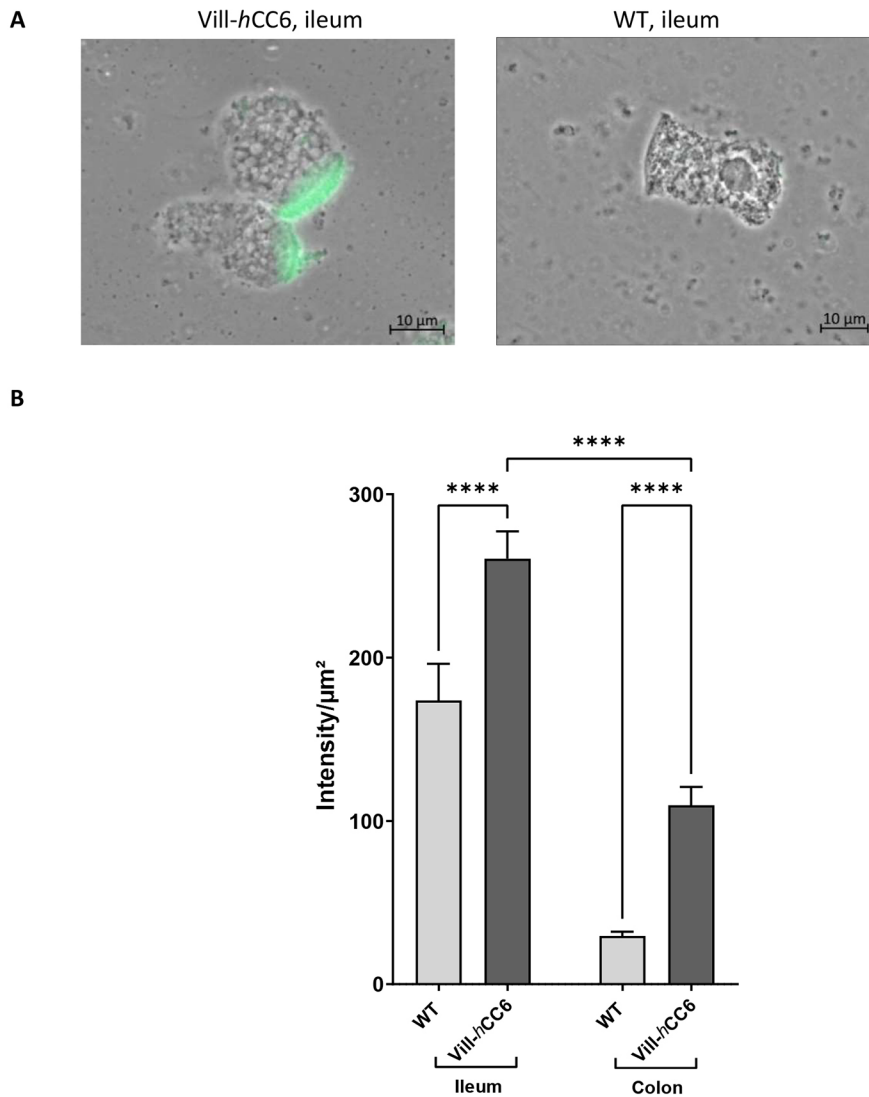 A
Vill-hCC6, ileum
WT, ileum
10 µm
10 µm
B
****
****
****
300
200
100
0
Intensity/µm²
WT
Vill-hCC6
WT
Vill-hCC6
Ileum
Colon